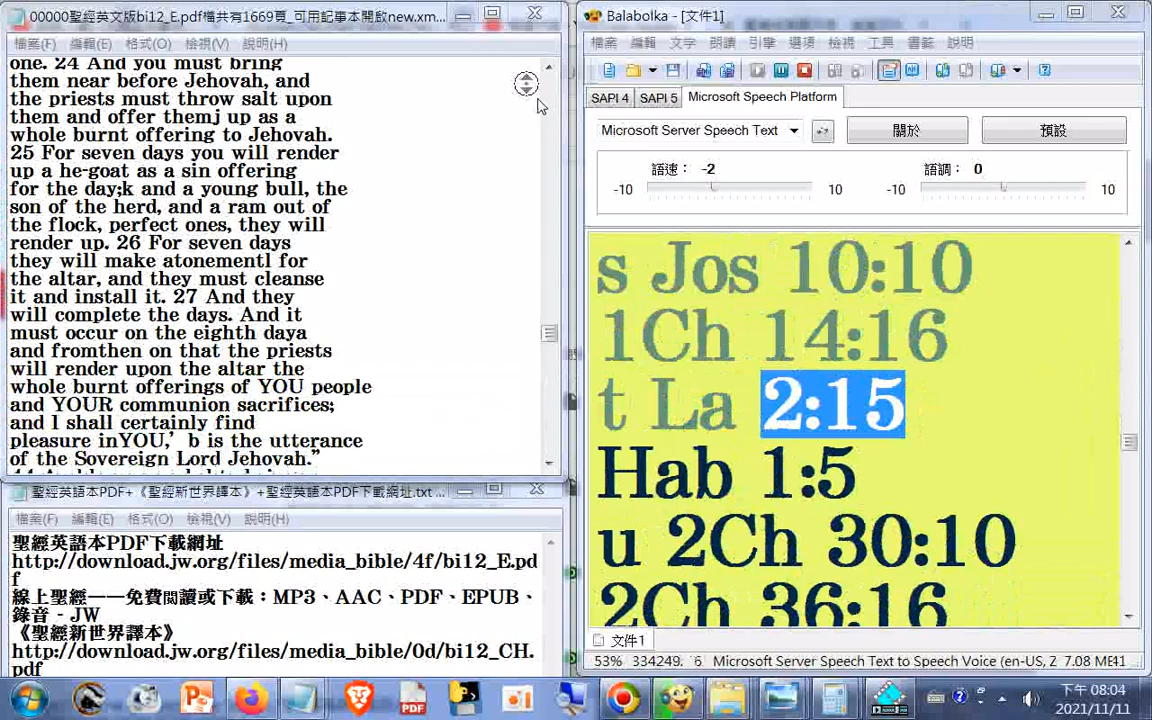 00000聖經英文版bi12_E.pdf檔共有1669頁_可用記事本開啟new.xm...
檔案(F) 編輯(E) 格式(O) 檢視(V) 說明(H)
one. 24 And you must bring
them near before Jehovah, and
the priests must throw salt upon
them and offer themj up as a
whole burnt offering to Jehovah.
25 For seven days you will render
up a he-goat as a sin offering
for the day;k and a young bull, the
son of the herd, and a ram out of
the flock, perfect ones, they will
render up. 26 For seven days
they will make atonementl for
the altar, and they must cleanse
it and install it. 27 And they
will complete the days. And it
must occur on the eighth daya
and fromthen on that the priests
will render upon the altar the
whole burnt offerings of YOU people
and YOUR communion sacrifices;
and I shall certainly find
pleasure inYOU,’ b is the utterance
of the Sovereign Lord Jehovah.”
聖經英語本PDF+《聖經新世界譯本》+聖經英語本PDF下載網址.txt ...
檔案(F) 編輯(E) 格式(O) 檢視(V) 說明(H)
聖經英語本PDF下載網址
http://download.jw.org/files/media_bible/4f/bi12_E.pd
f
線上聖經——免費閱讀或下載：MP3、AAC、PDF、EPUB、
錄音 - JW
《聖經新世界譯本》
http://download.jw.org/files/media_bible/0d/bi12_CH.
pdf
Balabolka - [文件1]
檔案 編輯 文字 朗讀 引擎 選項 檢視 工具 書籤 說明
SAPI 4 SAPI 5 Microsoft Speech Platform
Microsoft Server Speech Text 關於 預設
語速： -2 語調： 0
-10 10 -10 10
s Jos 10:10
1Ch 14:16
t La 2:15
Hab 1:5
u 2Ch 30:10
2Ch 36:16
文件1
53% 334249. 6. Microsoft Server Speech Text to Speech Voice (en-US, Z 7.08 ME41
PDF
下午 08:04
2021/11/11